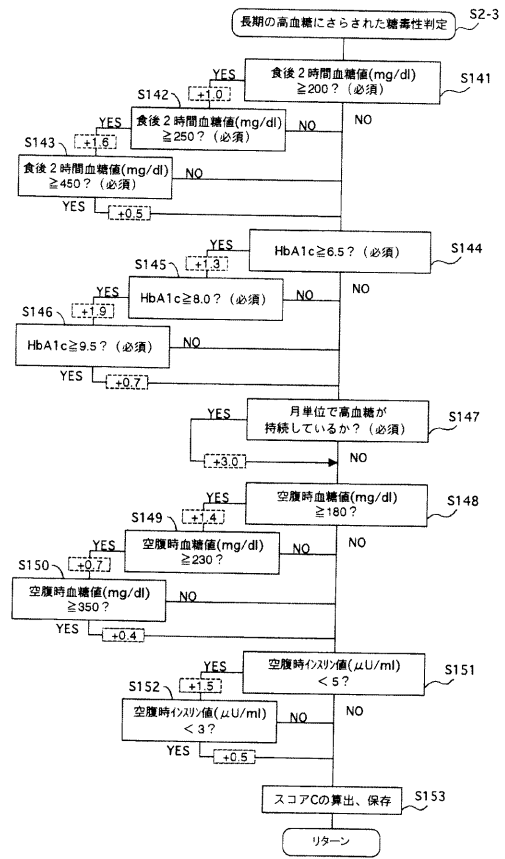 S2-3
長期の高血糖にさらされた糖毒性判定
YES
食後2時間血糖値(mg/dl)
≧200?(必須)
S141
+1.0
NO
S142
YES
食後2時間血糖値(mg/dl)
≧250?(必須)
NO
+1.6
S143
食後2時間血糖値(mg/dl)
≧450?(必須)
NO
YES
+0.5
YES
HbA1c≧6.5?(必須)
S144
+1.3
NO
S145
YES
HbA1c≧8.0?(必須)
NO
+1.9
S146
HbA1c≧9.5?(必須)
NO
YES
+0.7
YES
月単位で高血糖が
持続しているか?(必須)
S147
+3.0
NO
YES
空腹時血糖値(mg/dl)
≧180?
S148
+1.4
NO
S149
YES
空腹時血糖値(mg/dl)
≧230?
NO
+0.7
S150
空腹時血糖値(mg/dl)
≧350?
NO
YES
+0.4
YES
空腹時インスリン値(μU/ml)
<5?
S151
+1.5
NO
S152
空腹時インスリン値(μU/ml)
<3?
NO
YES
+0.5
スコアCの算出、保存
S153
リターン